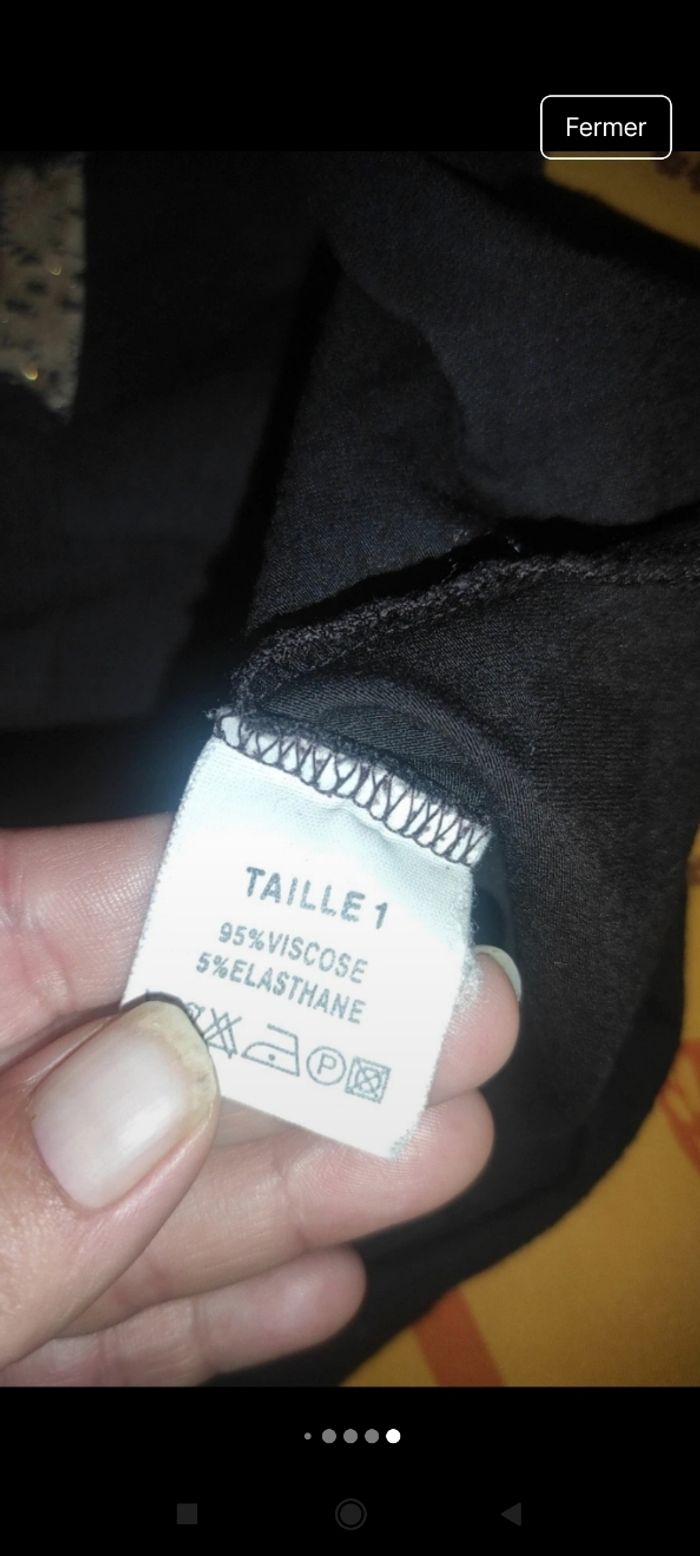 Fermer
TAILLE 1
95%VISCOSE
5%ELASTHANE
P